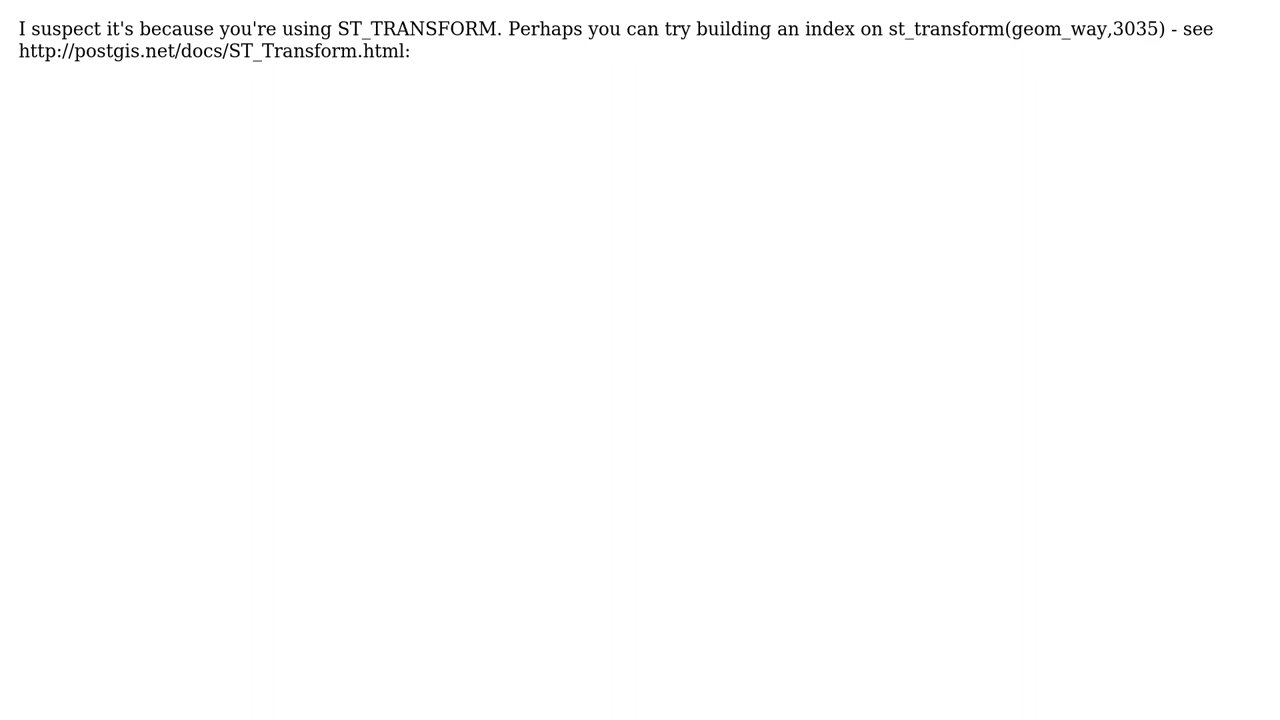 I suspect it's because you're using ST_TRANSFORM. Perhaps you can try building an index on st_transform(geom_way,3035) - see
http://postgis.net/docs/ST_Transform.html: